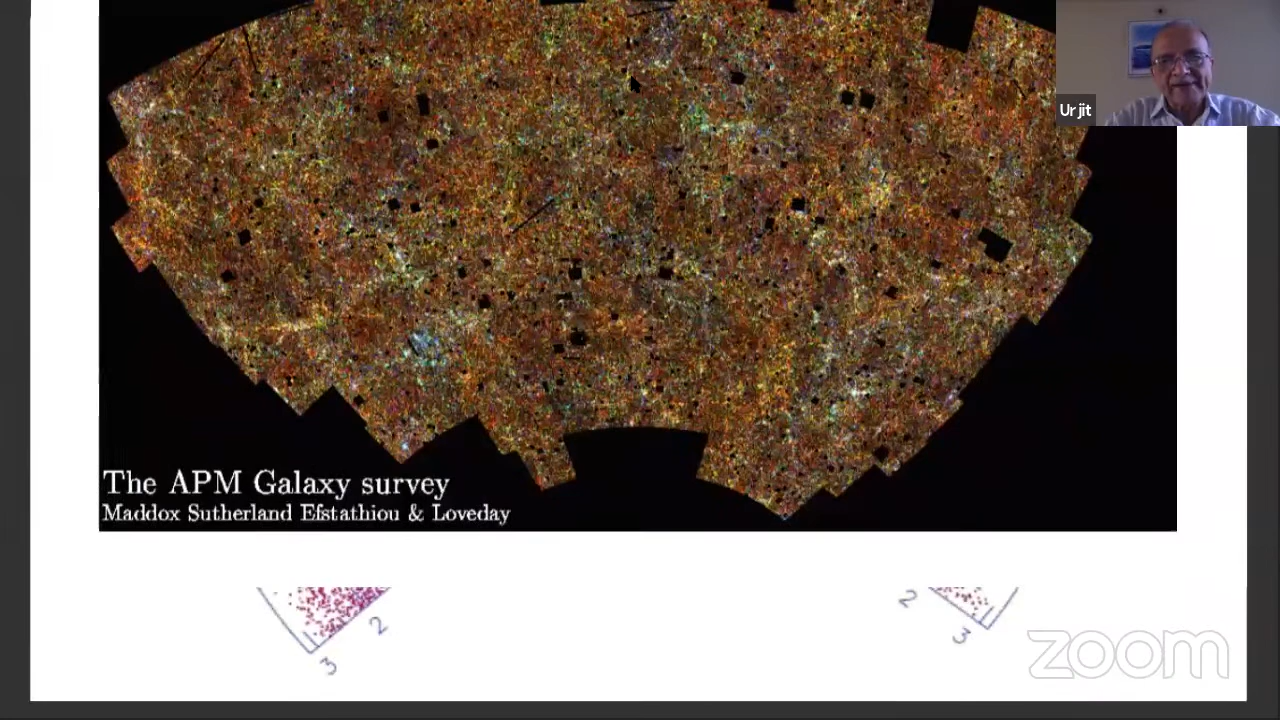 Urjit
The APM Galaxy survey
Maddox Sutherland Efstathiou & Loveday
2
3
2
3
zoom